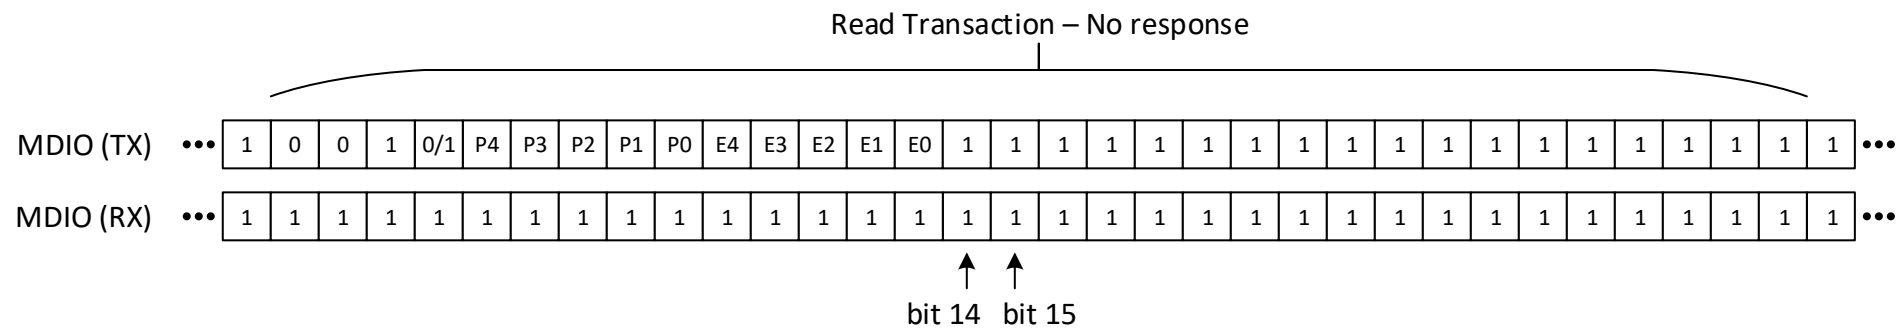 Read Transaction – No response
MDIO (TX) ••• 1 0 0 1 0/1 P4 P3 P2 P1 P0 E4 E3 E2 E1 E0 1 1 1 1 1 1 1 1 1 1 1 1 1 1 1 1 1 1 1 •••
MDIO (RX) ••• 1 1 1 1 1 1 1 1 1 1 1 1 1 1 1 1 1 1 1 1 1 1 1 1 1 1 1 1 1 1 1 1 1 1 •••
bit 14 bit 15